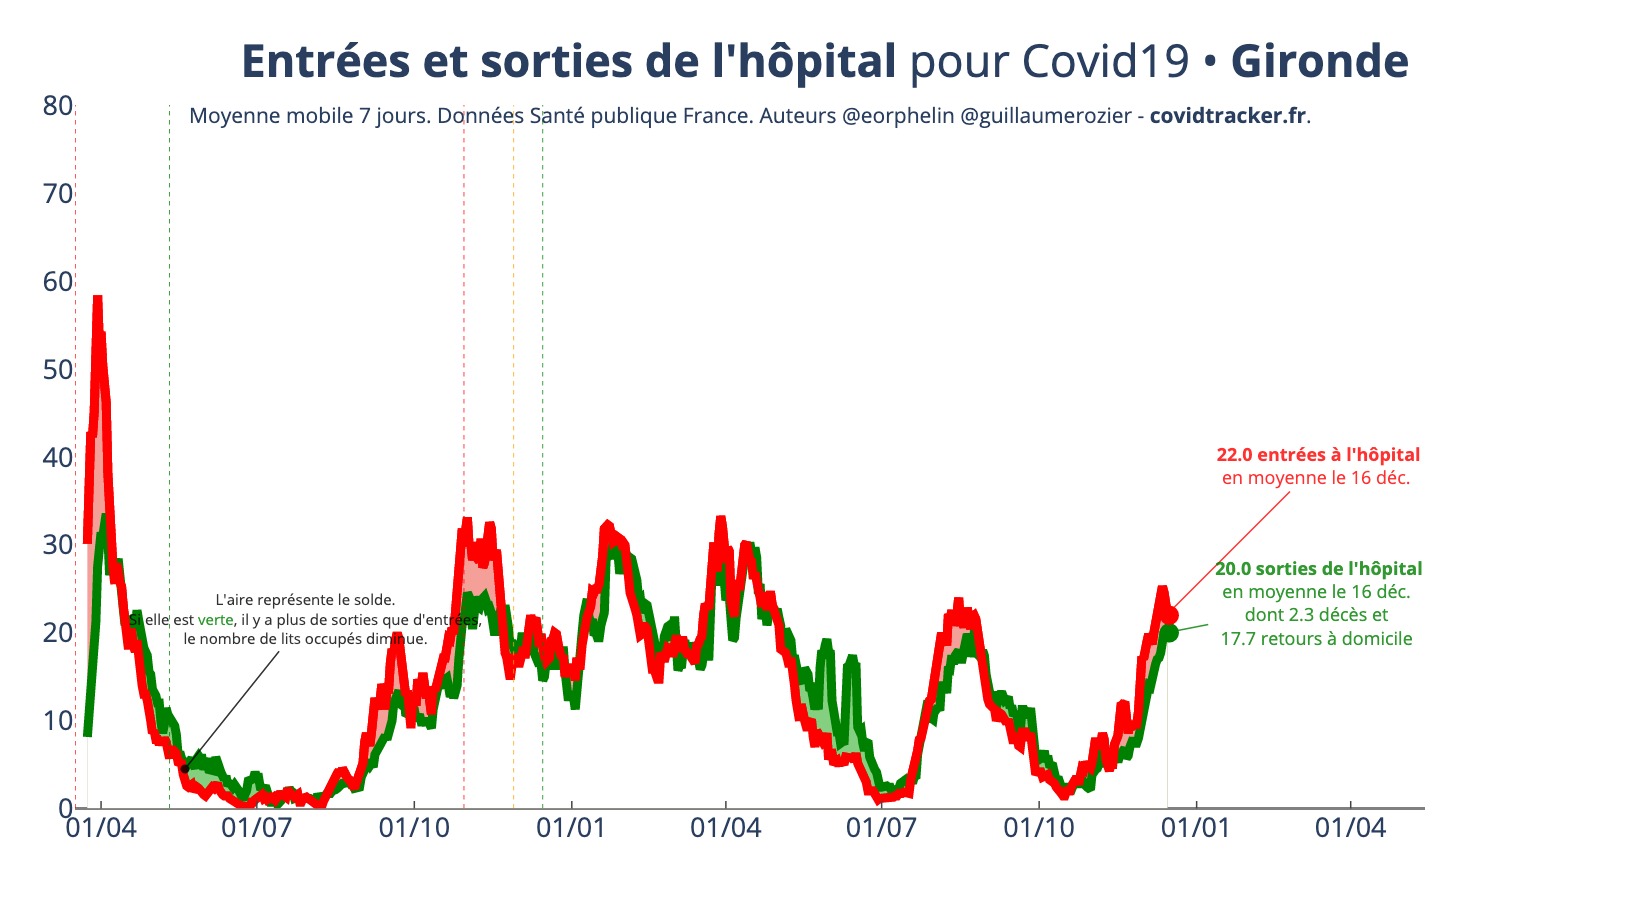 Entrées et sorties de l'hôpital pour Covid19 • Gironde
Moyenne mobile 7 jours. Données Santé publique France. Auteurs @eorphelin @guillaumerozier - covidtracker.fr.
80
70
60
50
40
30
20
10
0
22.0 entrées à l'hôpital
en moyenne le 16 déc.
20.0 sorties de l'hôpital
en moyenne le 16 déc.
dont 2.3 décès et
17.7 retours à domicile
L'aire représente le solde.
Si elle est verte, il y a plus de sorties que d'entrées,
le nombre de lits occupés diminue.
01/04 01/07 01/10 01/01 01/04 01/07 01/10 01/01 01/04